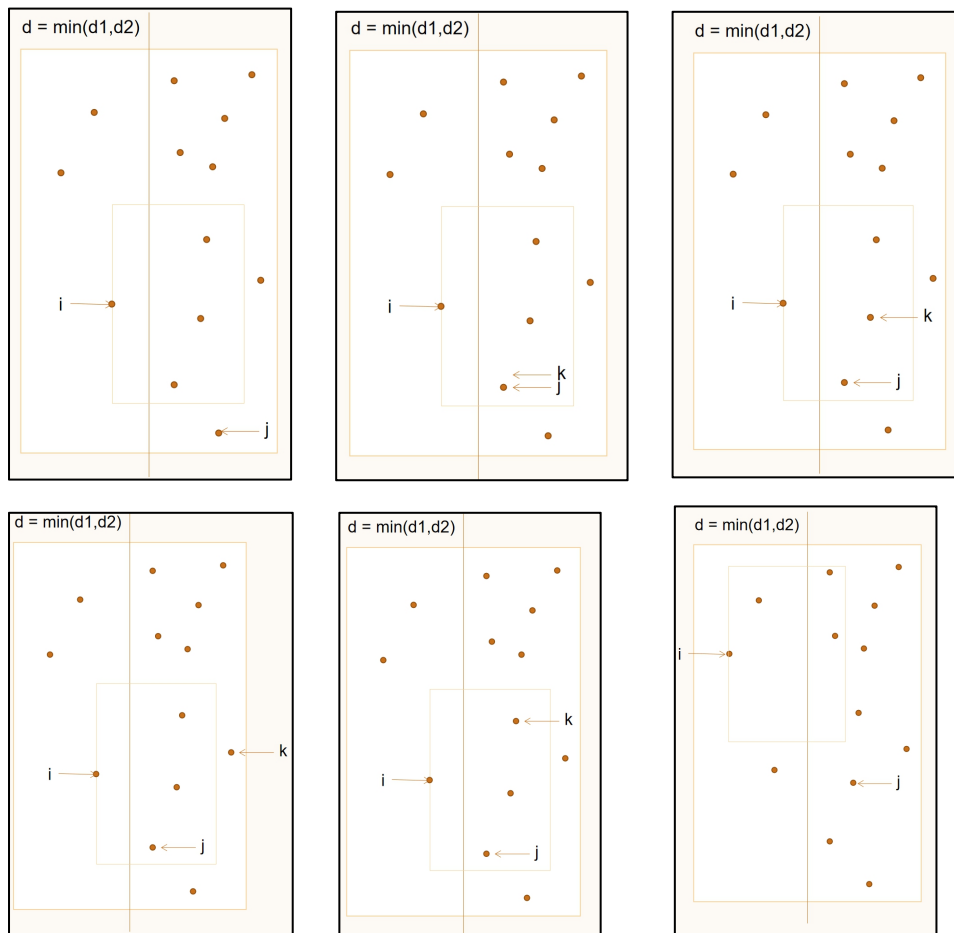 d = min(d1,d2)
i
j
d = min(d1,d2)
i
k
j
d = min(d1,d2)
i
k
j
d = min(d1,d2)
k
i
j
d = min(d1,d2)
k
i
j
d = min(d1,d2)
i
j